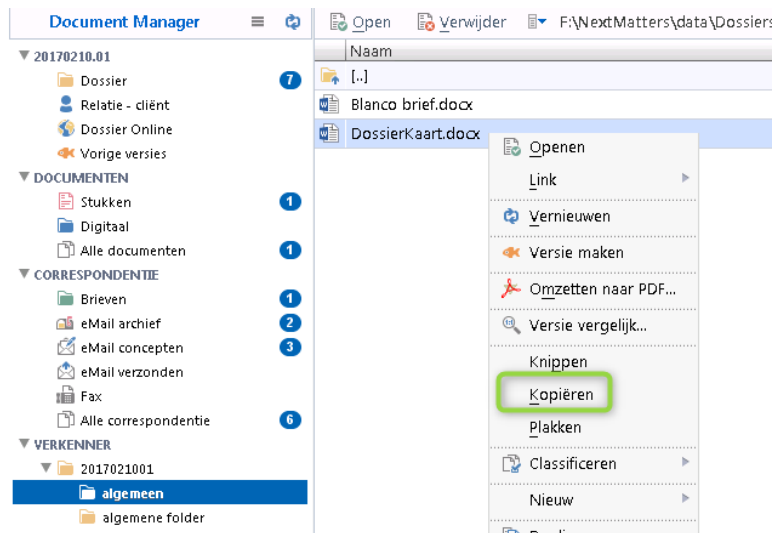 Document Manager
Open Verwijder F:\NextMatters\data\Dossiers
20170210.01
Dossier 7
Relatie - cliënt
Dossier Online
Vorige versies
DOCUMENTEN
Stukken 1
Digitaal
Alle documenten 1
CORRESPONDENTIE
Brieven 1
eMail archief 2
eMail concepten 3
eMail verzonden
Fax
Alle correspondentie 6
VERKENNER
2017021001
algemeen
algemene folder
Naam
[..]
Blanco brief.docx
DossierKaart.docx
Openen
Link
Vernieuwen
Versie maken
Omzetten naar PDF...
Versie vergelijk...
Knippen
Kopiëren
Plakken
Classificeren
Nieuw